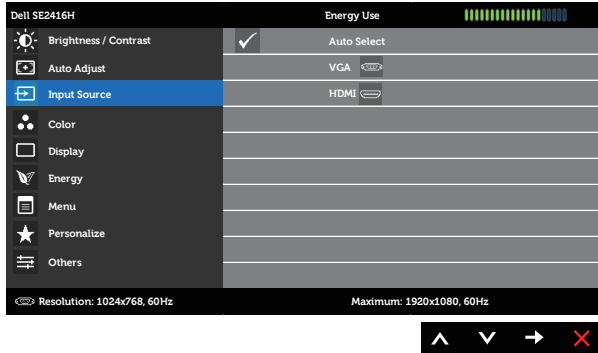 Dell SE2416H Energy Use
Brightness / Contrast Auto Select
Auto Adjust VGA
Input Source HDMI
Color
Display
Energy
Menu
Personalize
Others
Resolution: 1024x768, 60Hz Maximum: 1920x1080, 60Hz